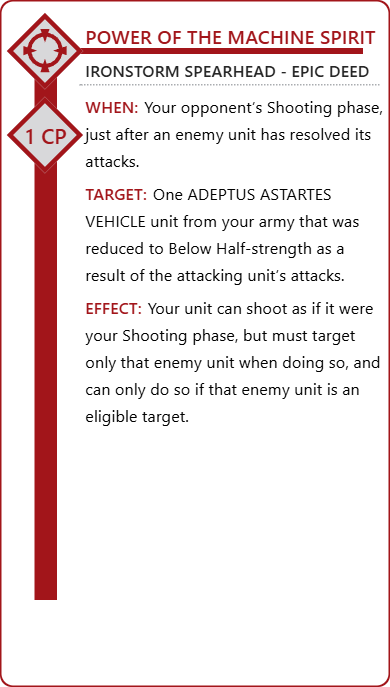 POWER OF THE MACHINE SPIRIT
IRONSTORM SPEARHEAD - EPIC DEED
1 CP
WHEN: Your opponent’s Shooting phase,
just after an enemy unit has resolved its
attacks.
TARGET: One ADEPTUS ASTARTES
VEHICLE unit from your army that was
reduced to Below Half-strength as a
result of the attacking unit’s attacks.
EFFECT: Your unit can shoot as if it were
your Shooting phase, but must target
only that enemy unit when doing so, and
can only do so if that enemy unit is an
eligible target.